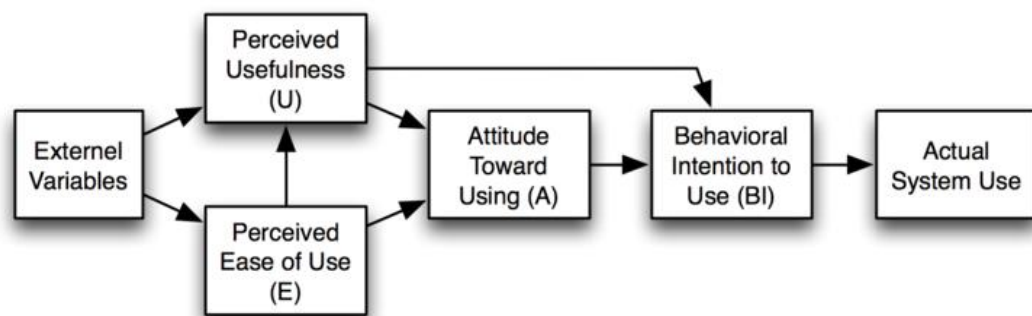 Perceived
Usefulness
(U)
Externel
Variables
Perceived
Ease of Use
(E)
Attitude
Toward
Using (A)
Behavioral
Intention to
Use (BI)
Actual
System Use